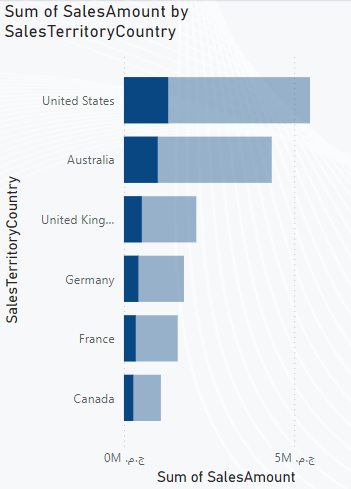 Sum of SalesAmount by
SalesTerritoryCountry
SalesTerritoryCountry
United States
Australia
United King...
Germany
France
Canada
ج.م. 0M
ج.م. 5M
Sum of SalesAmount